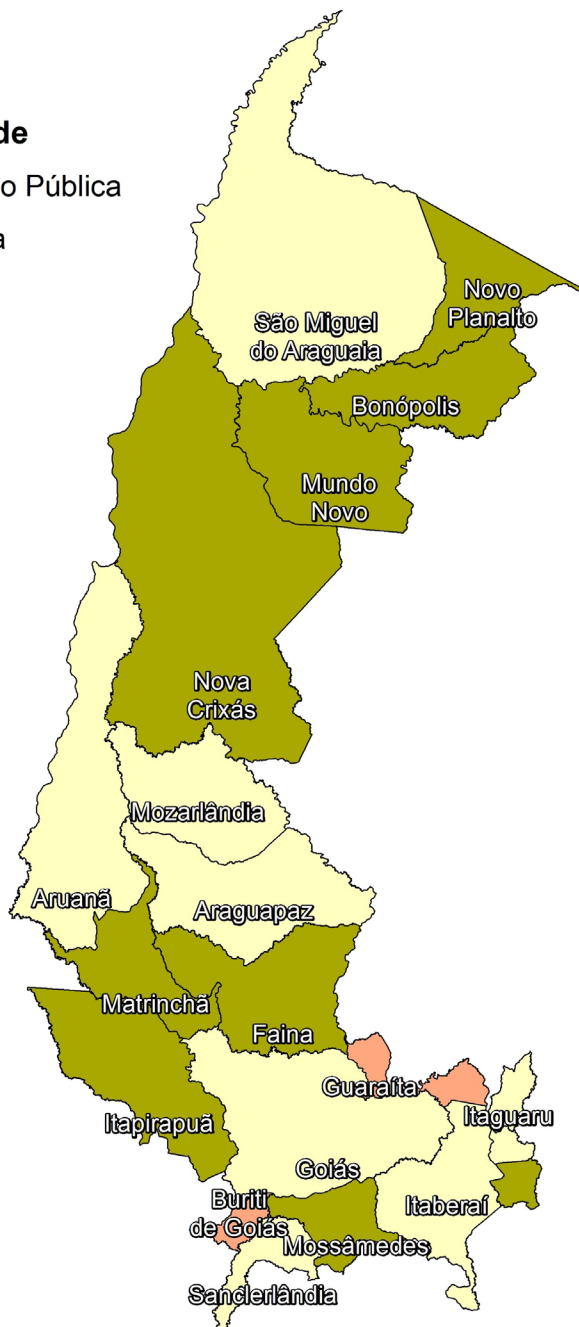 de
o Pública
a
São Miguel
do Araguaia
Novo
Planalto
Bonópolis
Mundo
Novo
Nova
Crixás
Mozarlândia
Aruanã
Araguapaz
Matrinchã
Faina
Guaraíta
Itaguaru
Itapirapuã
Goiás
Itaberaí
Buriti
de Goiás
Mossâmedes
Sanclerlândia